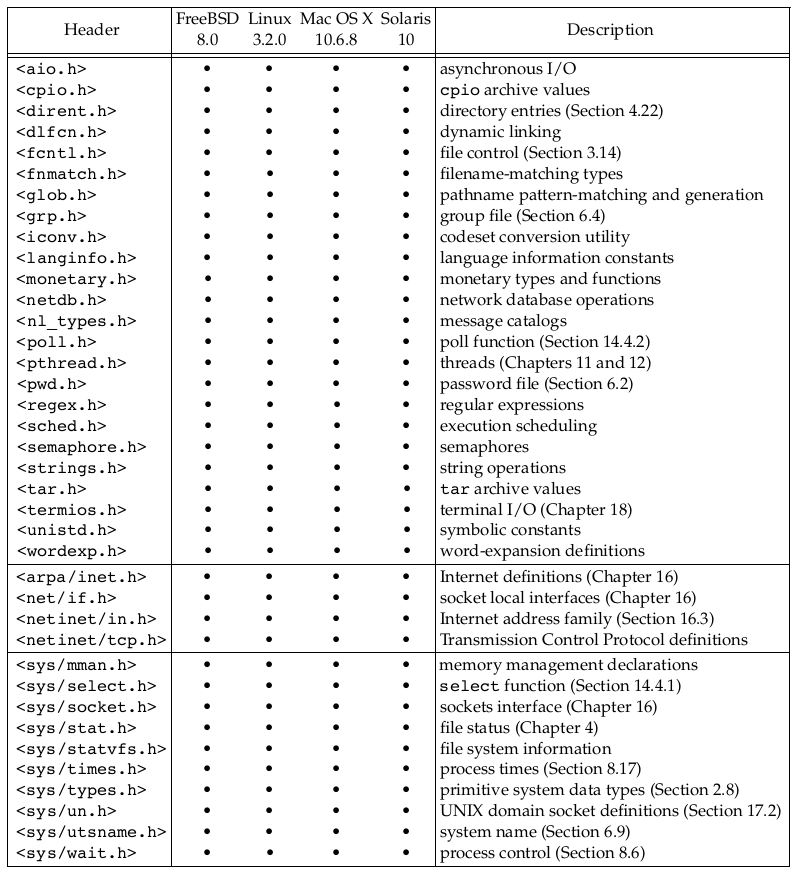 Header FreeBSD Linux Mac OS X Solaris Description
8.0 3.2.0 10.6.8 10
<aio.h> • • • • asynchronous I/O
<cpio.h> • • • • cpio archive values
<dirent.h> • • • • directory entries (Section 4.22)
<dlfcn.h> • • • • dynamic linking
<fcntl.h> • • • • file control (Section 3.14)
<fnmatch.h> • • • • filename-matching types
<glob.h> • • • • pathname pattern-matching and generation
<grp.h> • • • • group file (Section 6.4)
<iconv.h> • • • • codeset conversion utility
<langinfo.h> • • • • language information constants
<monetary.h> • • • • monetary types and functions
<netdb.h> • • • • network database operations
<nl_types.h> • • • • message catalogs
<poll.h> • • • • poll function (Section 14.4.2)
<pthread.h> • • • • threads (Chapters 11 and 12)
<pwd.h> • • • • password file (Section 6.2)
<regex.h> • • • • regular expressions
<sched.h> • • • • execution scheduling
<semaphore.h> • • • • semaphores
<strings.h> • • • • string operations
<tar.h> • • • • tar archive values
<termios.h> • • • • terminal I/O (Chapter 18)
<unistd.h> • • • • symbolic constants
<wordexp.h> • • • • word-expansion definitions
<arpa/inet.h> • • • • Internet definitions (Chapter 16)
<net/if.h> • • • • socket local interfaces (Chapter 16)
<netinet/in.h> • • • • Internet address family (Section 16.3)
<netinet/tcp.h> • • • • Transmission Control Protocol definitions
<sys/mman.h> • • • • memory management declarations
<sys/select.h> • • • • select function (Section 14.4.1)
<sys/socket.h> • • • • sockets interface (Chapter 16)
<sys/stat.h> • • • • file status (Chapter 4)
<sys/statvfs.h> • • • • file system information
<sys/times.h> • • • • process times (Section 8.17)
<sys/types.h> • • • • primitive system data types (Section 2.8)
<sys/un.h> • • • • UNIX domain socket definitions (Section 17.2)
<sys/utsname.h> • • • • system name (Section 6.9)
<sys/wait.h> • • • • process control (Section 8.6)